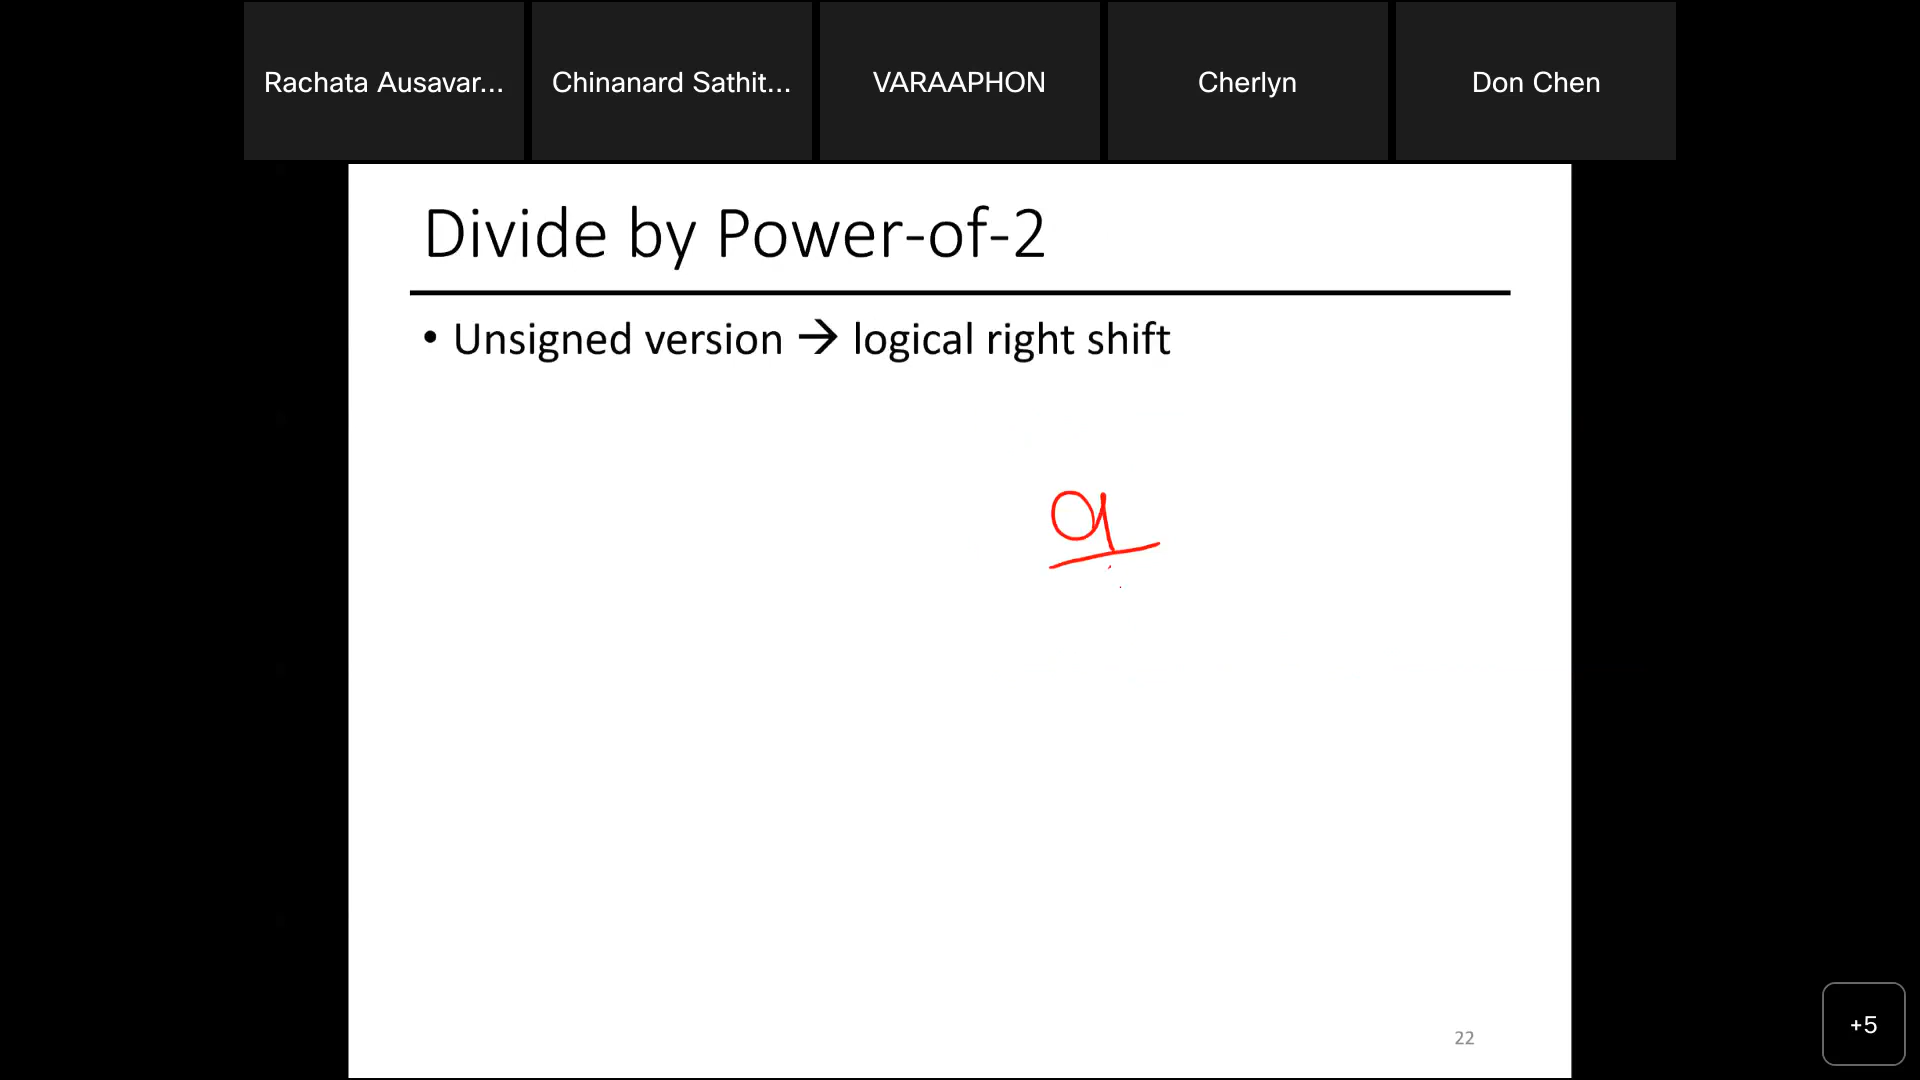 Rachata Ausavar...
Chinanard Sathit...
VARAAPHON
Cherlyn
Don Chen
Divide by Power-of-2
• Unsigned version → logical right shift
22
+5